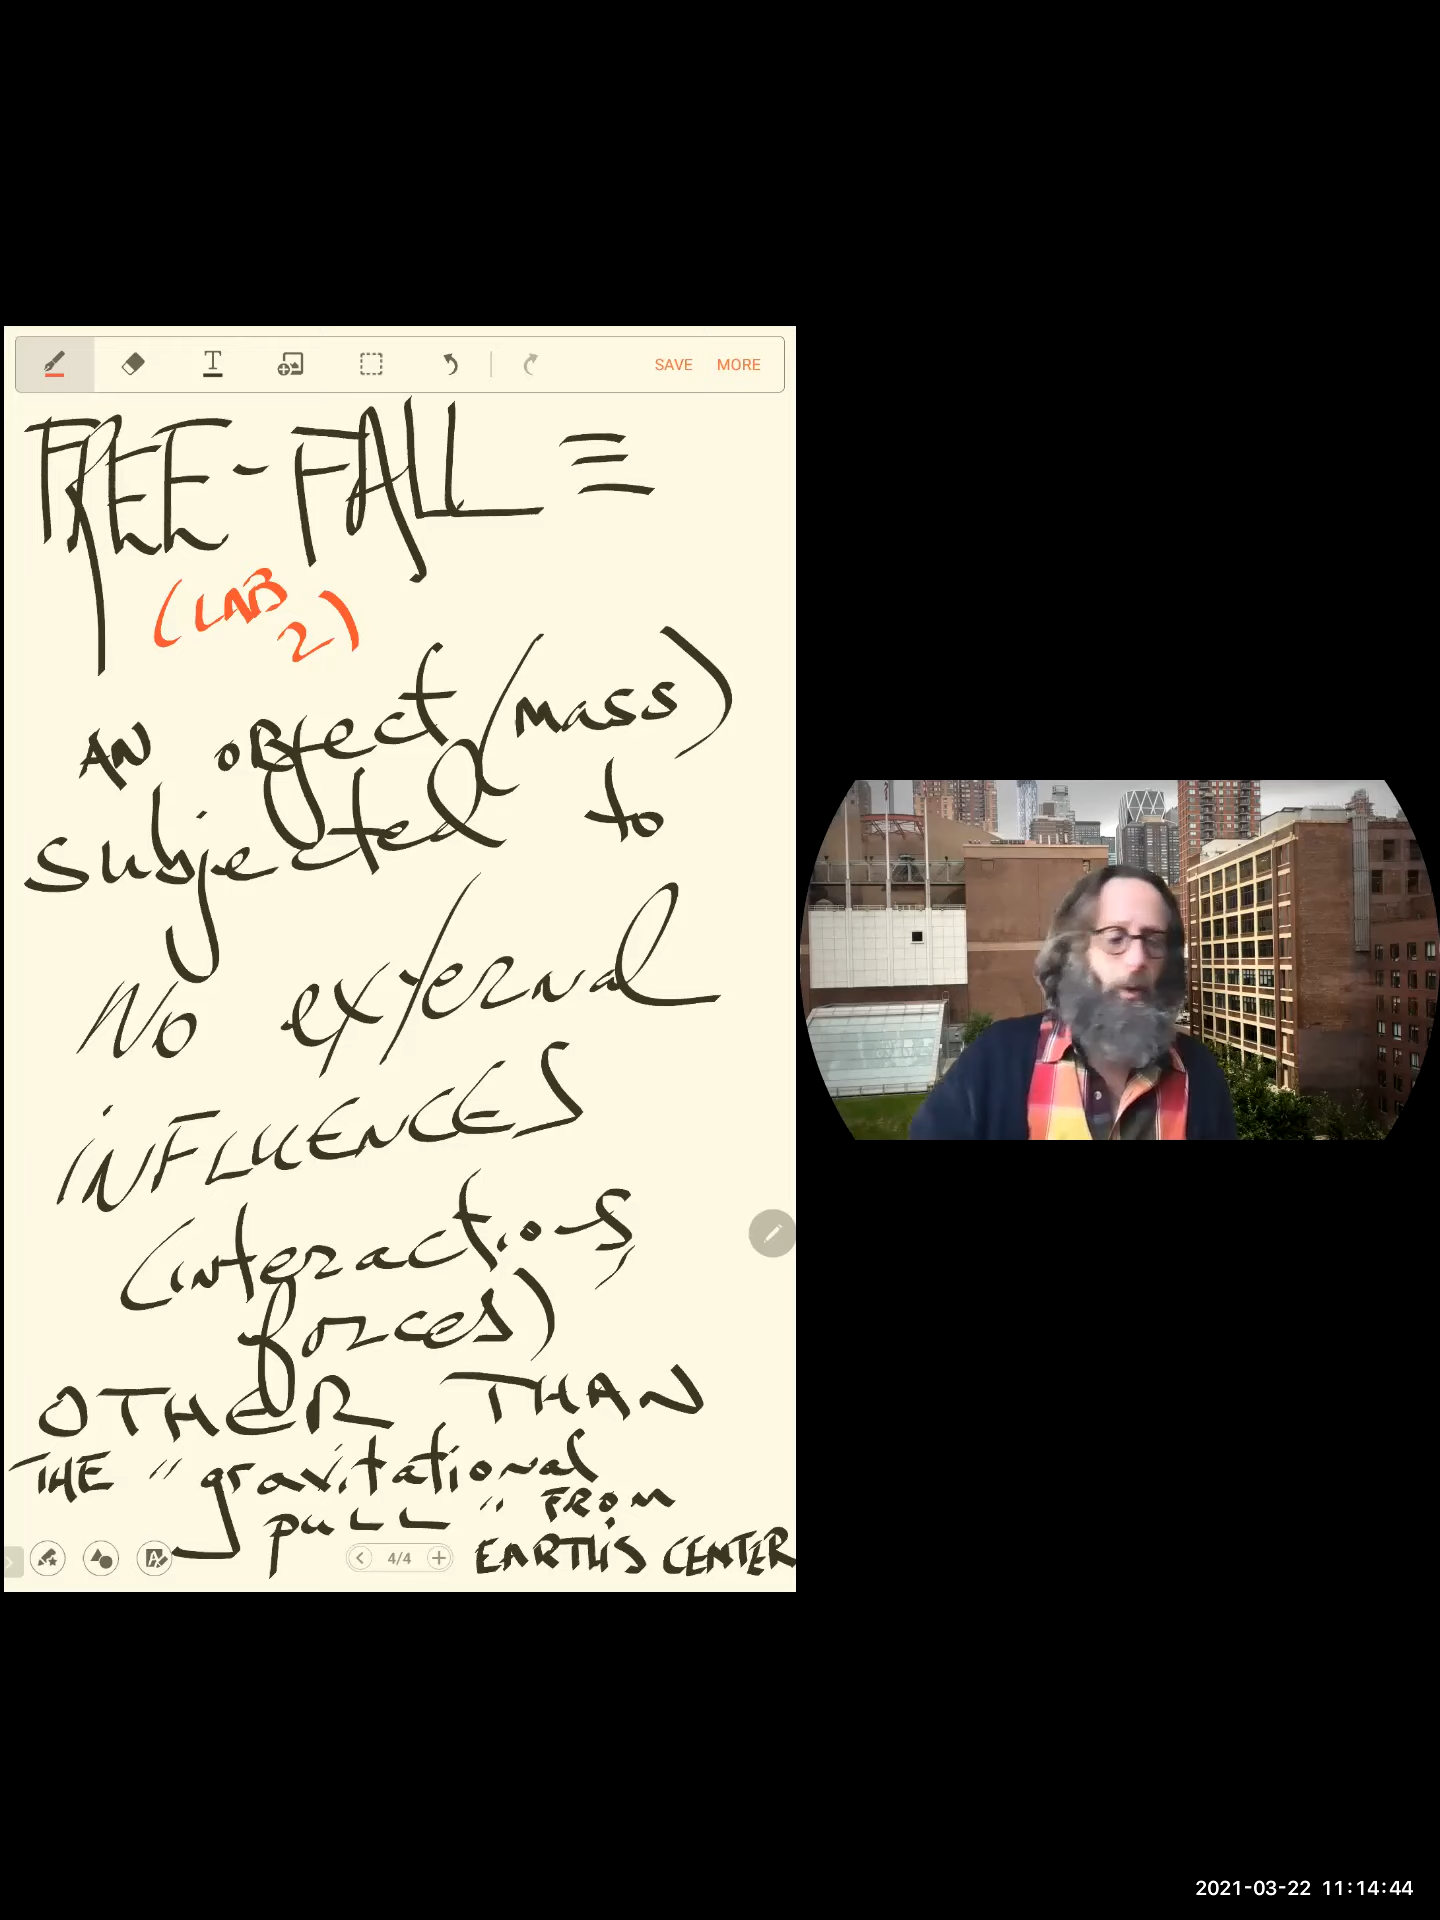 T SAVE MORE
FREE-FALL ≡
(LAB 2)
AN OBject (mass)
subjected to
No external
INFLUENCES
(interactions,
forces)
OTHER THAN
THE "gravitational
pULL" FROM
EARTH'S CENTER
A 4/4
2021-03-22 11:14:44